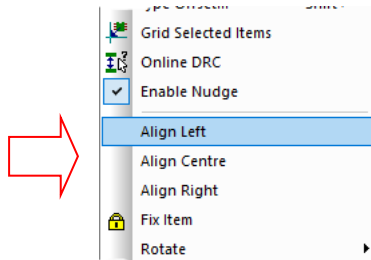 Grid Selected Items
Online DRC
Enable Nudge
Align Left
Align Centre
Align Right
Fix Item
Rotate